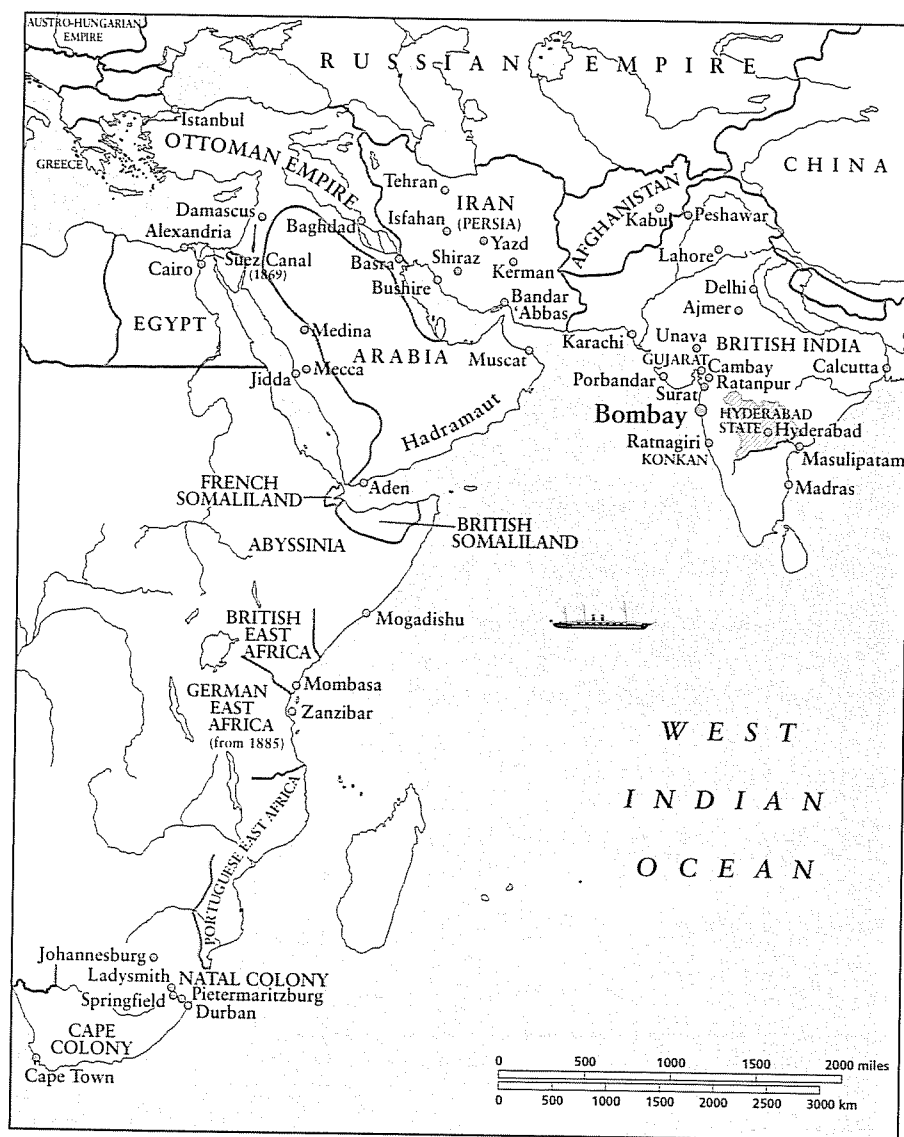 AUSTRO-HUNGARIAN
EMPIRE
RUSSIAN EMPIRE
Istanbul
GREECE
OTTOMAN EMPIRE
CHINA
Tehran
IRAN
(PERSIA)
Isfahan
Yazd
AFGHANISTAN
Kabul
Peshawar
Damascus
Alexandria
Baghdad
Cairo
Suez Canal
(1869)
Basra
Shiraz
Kerman
Lahore
Bushire
Bandar
'Abbas
Delhi
Ajmer
EGYPT
Medina
ARABIA
Muscat
Karachi
Unava
BRITISH INDIA
GUJARAT
Cambay
Calcutta
Jidda
Mecca
Porbandar
Ratanpur
Surat
Bombay
HYDERABAD
STATE
Hyderabad
Hadramaut
Ratnagiri
KONKAN
Masulipatam
FRENCH
SOMALILAND
Aden
Madras
ABYSSINIA
BRITISH
SOMALILAND
BRITISH
EAST
AFRICA
Mogadishu
GERMAN
EAST
AFRICA
(from 1885)
Mombasa
Zanzibar
WEST
INDIAN
OCEAN
PORTUGUESE EAST AFRICA
Johannesburg
Ladysmith
NATAL COLONY
Springfield
Pietermaritzburg
Durban
CAPE
COLONY
Cape Town
0 500 1000 1500 2000 miles
0 500 1000 1500 2000 2500 3000 km